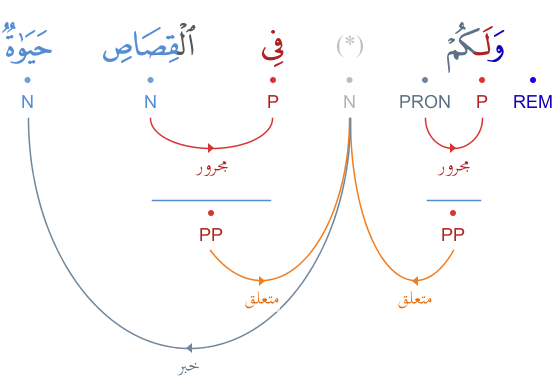 وَلَكُمْ (*) فِي ٱلْقِصَاصِ حَيَوٰةٌ
REM P PRON N P N N
مجرور مجرور
PP PP
متعلق متعلق
خبر